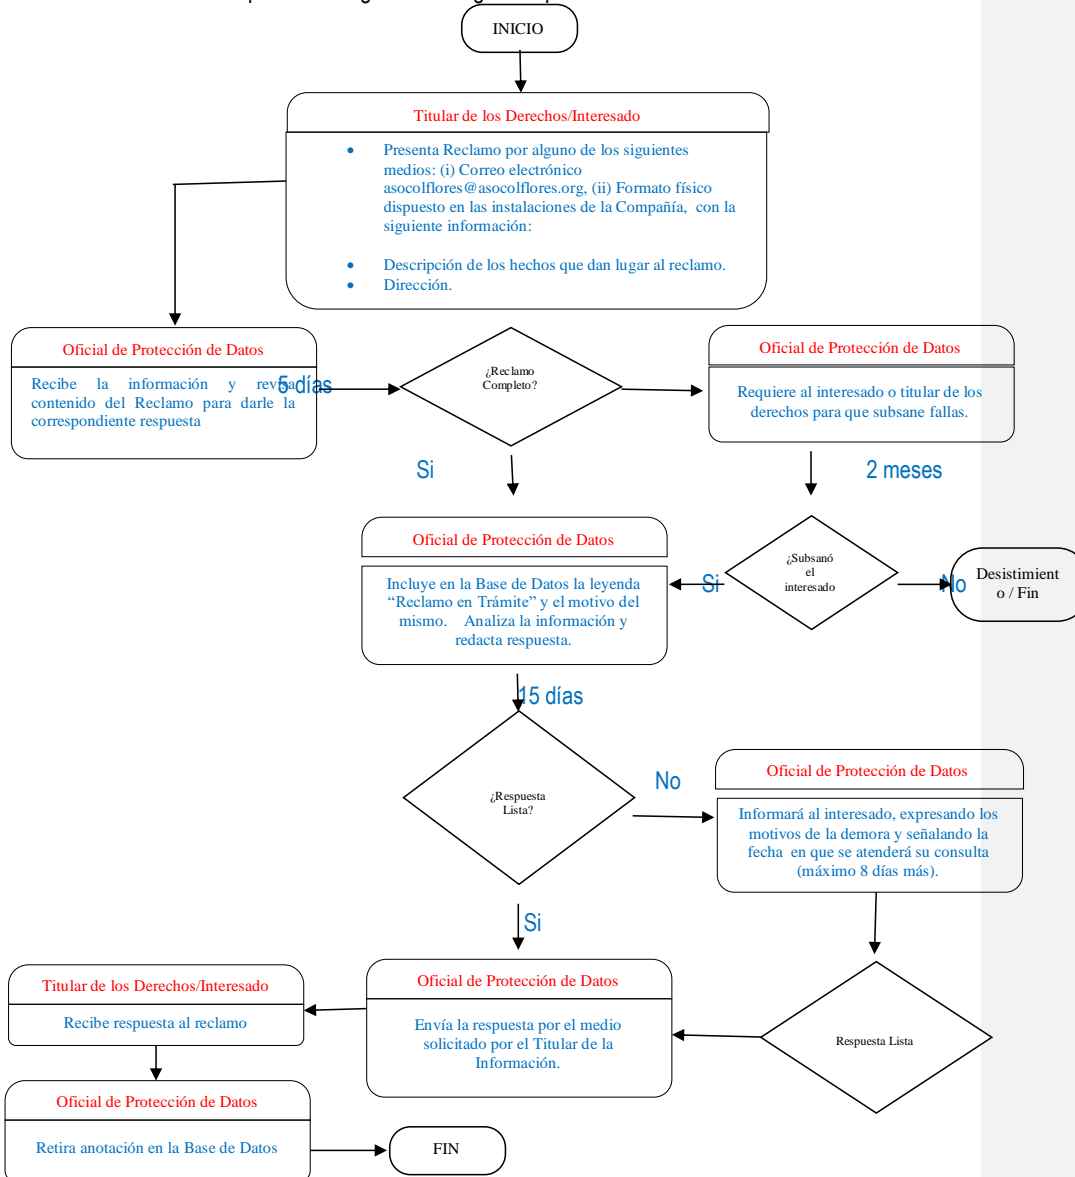 INICIO
Titular de los Derechos/Interesado
• Presenta Reclamo por alguno de los siguientes
medios: (i) Correo electrónico
asocolflores@asocolflores.org, (ii) Formato físico
dispuesto en las instalaciones de la Compañía, con la
siguiente información:
• Descripción de los hechos que dan lugar al reclamo.
• Dirección.
Oficial de Protección de Datos
Recibe la información y revisa
contenido del Reclamo para darle la
correspondiente respuesta
5 días
¿Reclamo
Completo?
Oficial de Protección de Datos
Requiere al interesado o titular de los
derechos para que subsane fallas.
Si
2 meses
Oficial de Protección de Datos
Incluye en la Base de Datos la leyenda
“Reclamo en Trámite” y el motivo del
mismo. Analiza la información y
redacta respuesta.
Si
¿Subsanó
el
interesado
No
Desistimient
o / Fin
15 días
¿Respuesta
Lista?
No
Oficial de Protección de Datos
Informará al interesado, expresando los
motivos de la demora y señalando la
fecha en que se atenderá su consulta
(máximo 8 días más).
Si
Titular de los Derechos/Interesado
Recibe respuesta al reclamo
Oficial de Protección de Datos
Envía la respuesta por el medio
solicitado por el Titular de la
Información.
Respuesta Lista
Oficial de Protección de Datos
Retira anotación en la Base de Datos
FIN